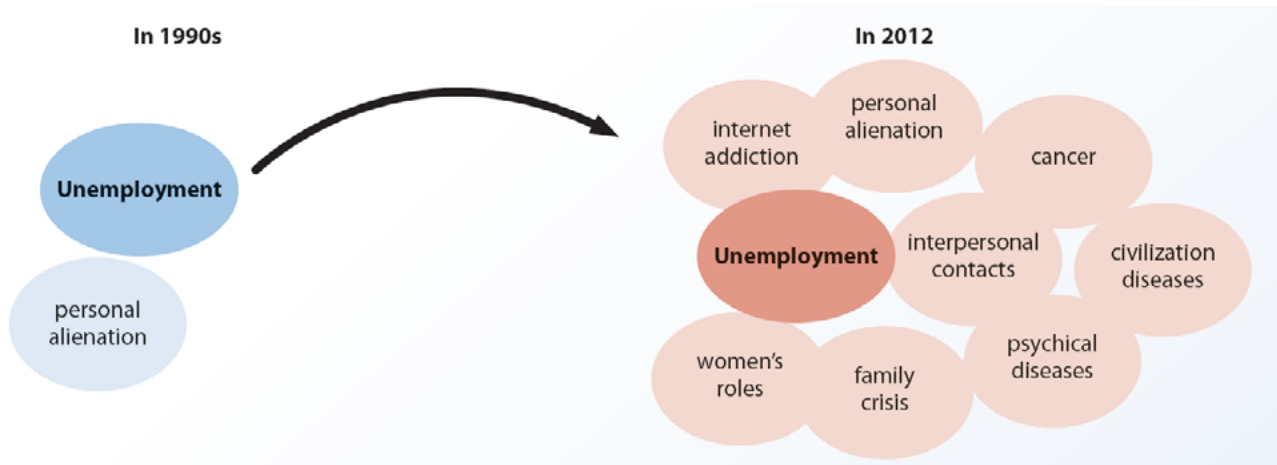 In 1990s
Unemployment
personal
alienation
In 2012
internet
addiction
personal
alienation
cancer
Unemployment
interpersonal
contacts
civilization
diseases
women’s
roles
family
crisis
psychical
diseases